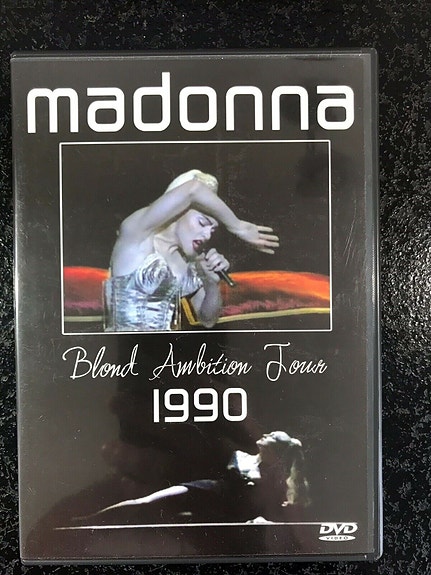 madonna
Blond Ambition Tour
1990
DVD
VIDEO